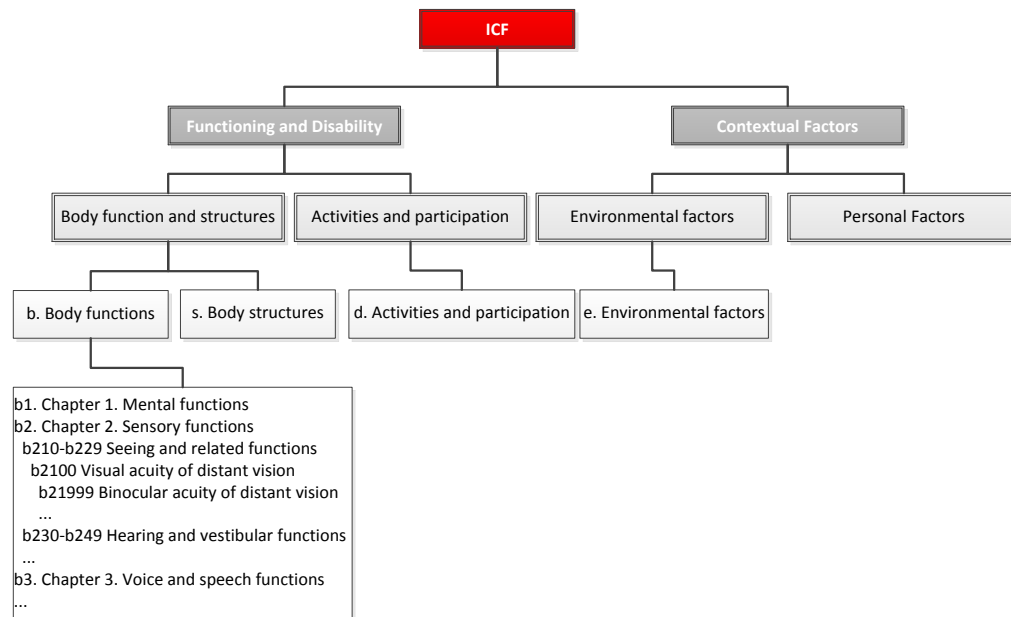 ICF
Functioning and Disability
Contextual Factors
Body function and structures
Activities and participation
Environmental factors
Personal Factors
b. Body functions
s. Body structures
d. Activities and participation
e. Environmental factors
b1. Chapter 1. Mental functions
b2. Chapter 2. Sensory functions
b210-b229 Seeing and related functions
b2100 Visual acuity of distant vision
b21999 Binocular acuity of distant vision
...
b230-b249 Hearing and vestibular functions
...
b3. Chapter 3. Voice and speech functions
...